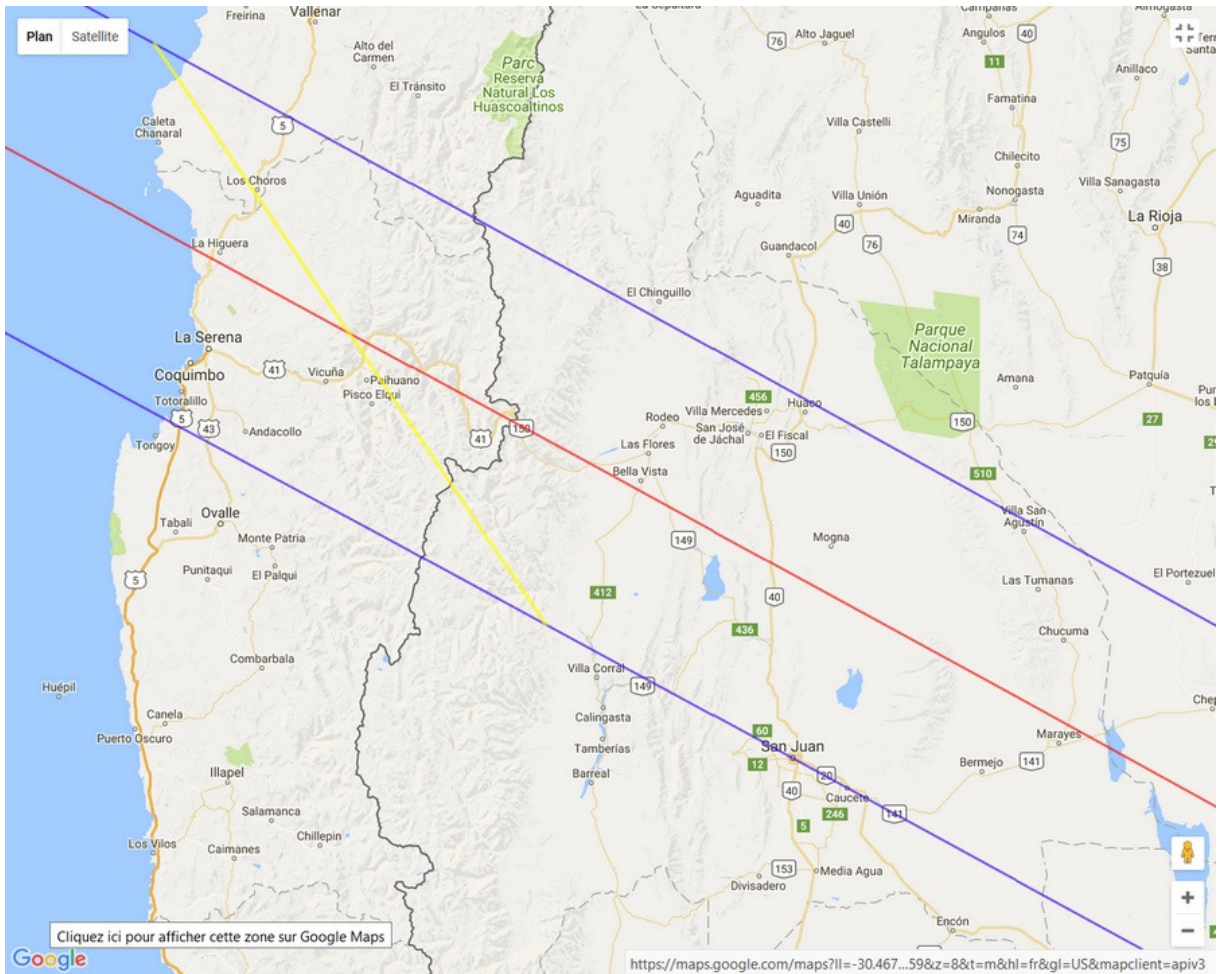 Plan Satellite
Freirina
Vallenar
La Sepultura
76
Alto Jaguel
Campanas
Angulos
40
Almogasta
Alto del
Carmen
El Tránsito
Parc
Reserva
Natural Los
Huascoaltinos
11
Anillaco
Famatina
Caleta
Chanaral
5
Villa Castelli
75
Chilecito
Los Choros
Aguadita
Villa Unión
Nonogasta
Miranda
Villa Sanagasta
La Rioja
40
76
74
La Higuera
Guandacol
38
El Chinguillo
La Serena
Parque
Nacional
Talampaya
Coquimbo
Totoralillo
41
Vicuña
Paihuano
Pisco Elqui
Amana
Patquía
5
43
Andacollo
Tongoy
41
150
Rodeo
Villa Mercedes
456
Huaco
San José
de Jáchal
El Fiscal
150
150
27
Las Flores
Bella Vista
510
Tabali
Ovalle
Monte Patria
149
Mogna
Villa San
Agustín
Punitaqui
El Palqui
5
412
40
Las Tumanas
El Portezuel
436
Chucuma
Combarbala
Villa Corral
149
Huépil
Canela
Puerto Oscuro
Calingasta
Tamberías
60
San Juan
12
Marayes
Bermejo
141
Illapel
Barreal
40
20
Caucete
141
Salamanca
246
5
Los Vilos
Chillepin
Caimanes
153
Media Agua
Divisadero
Encón
Cliquez ici pour afficher cette zone sur Google Maps
Google
https://maps.google.com/maps?ll=-30.467...59&z=8&t=m&hl=fr&gl=US&mapclient=apiv3